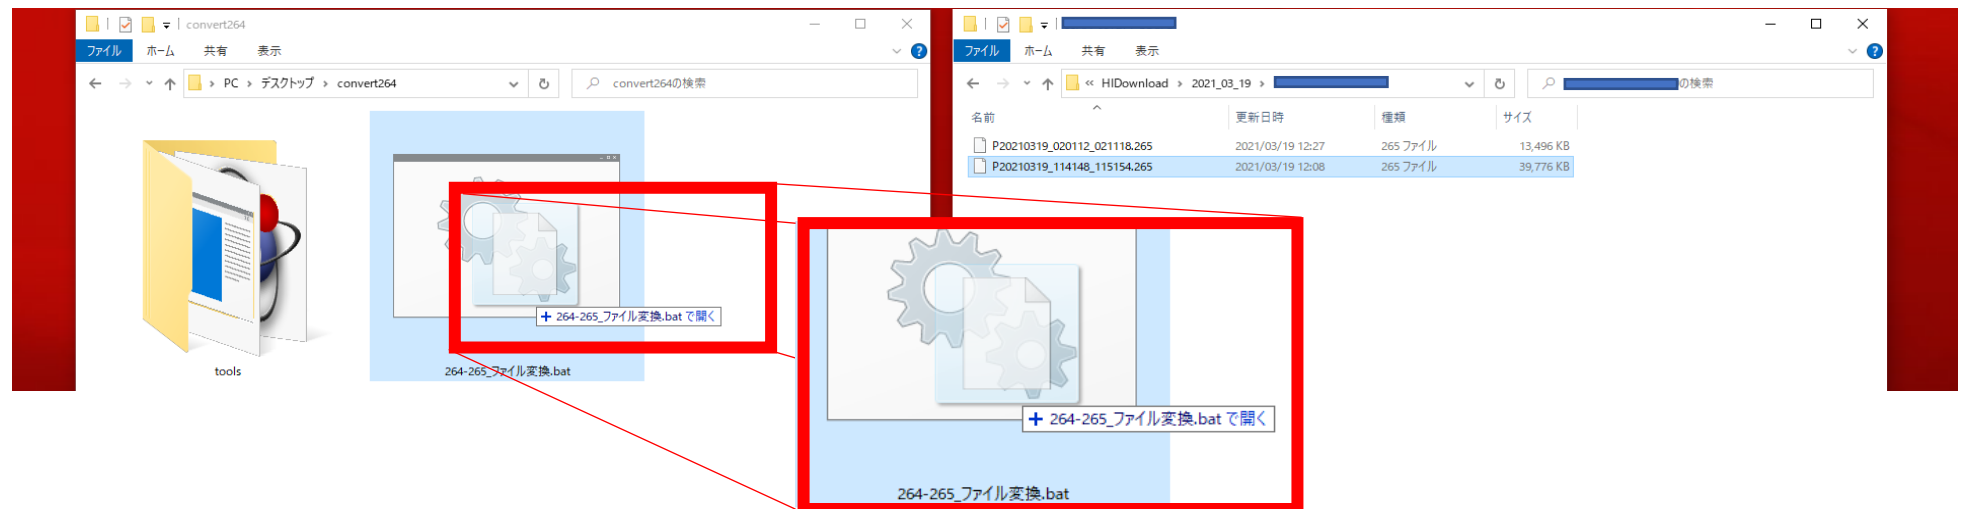 convert264
ファイル ホーム 共有 表示
PC › デスクトップ › convert264
convert264の検索
tools
264-265_ファイル変換.bat
+ 264-265_ファイル変換.bat で開く
ファイル ホーム 共有 表示
« HIDownload › 2021_03_19 ›
の検索
名前 更新日時 種類 サイズ
P20210319_020112_021118.265 2021/03/19 12:27 265 ファイル 13,496 KB
P20210319_114148_115154.265 2021/03/19 12:08 265 ファイル 39,776 KB
+ 264-265_ファイル変換.bat で開く
264-265_ファイル変換.bat